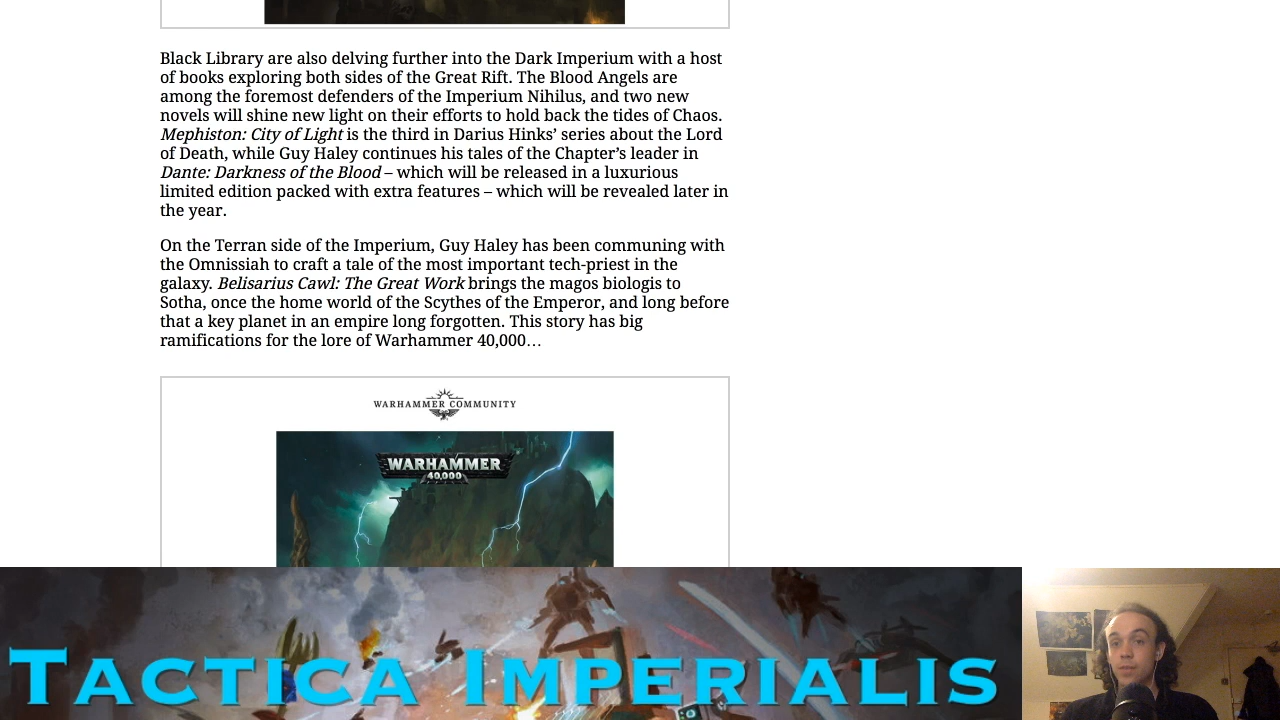 Black Library are also delving further into the Dark Imperium with a host
of books exploring both sides of the Great Rift. The Blood Angels are
among the foremost defenders of the Imperium Nihilus, and two new
novels will shine new light on their efforts to hold back the tides of Chaos.
Mephiston: City of Light is the third in Darius Hinks’ series about the Lord
of Death, while Guy Haley continues his tales of the Chapter’s leader in
Dante: Darkness of the Blood – which will be released in a luxurious
limited edition packed with extra features – which will be revealed later in
the year.
On the Terran side of the Imperium, Guy Haley has been communing with
the Omnissiah to craft a tale of the most important tech-priest in the
galaxy. Belisarius Cawl: The Great Work brings the magos biologis to
Sotha, once the home world of the Scythes of the Emperor, and long before
that a key planet in an empire long forgotten. This story has big
ramifications for the lore of Warhammer 40,000…
WARHAMMER COMMUNITY
WARHAMMER
40,000
TACTICA IMPERIALIS